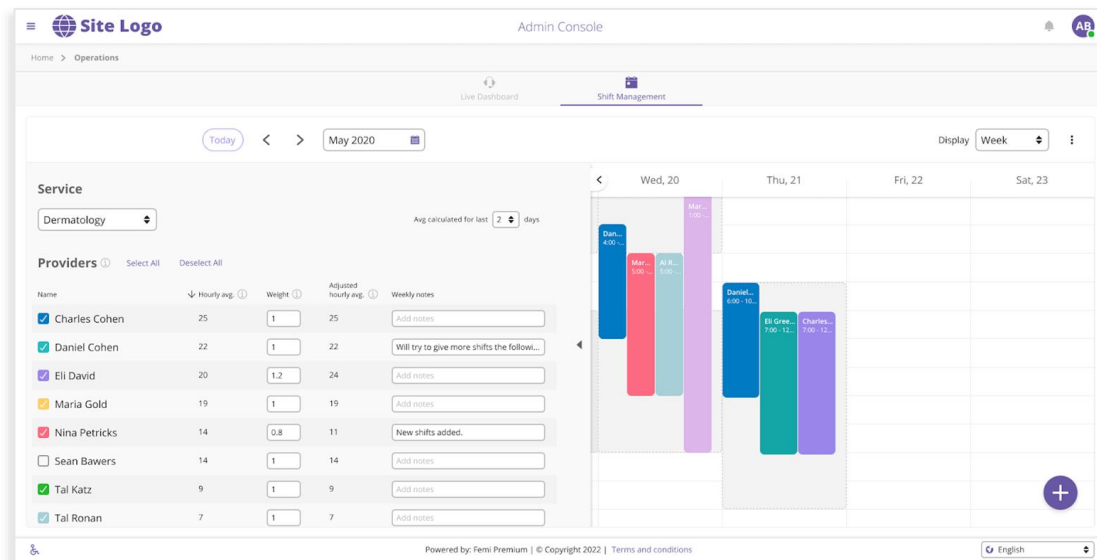 Site Logo
Admin Console
AB
Home > Operations
Live Dashboard
Shift Management
Today
May 2020
Display
Week
Service
Dermatology
Avg calculated for last 2 days
Providers
Select All
Deselect All
Name
Hourly avg.
Weight
Adjusted
hourly avg.
Weekly notes
Charles Cohen 25 1 25 Add notes
Daniel Cohen 22 1 22 Will try to give more shifts the followi...
Eli David 20 1.2 24 Add notes
Maria Gold 19 1 19 Add notes
Nina Petricks 14 0.8 11 New shifts added.
Sean Bawers 14 1 14 Add notes
Tal Katz 9 1 9 Add notes
Tal Ronan 7 1 7 Add notes
Wed, 20
Thu, 21
Fri, 22
Sat, 23
Mar...
1:00 -...
Dan...
4:00 -...
Mar...
5:00 -...
Al R...
5:00 -...
Daniel...
6:00 - 10...
Eli Gree...
7:00 - 12...
Charles...
7:00 - 12...
Powered by: Femi Premium | © Copyright 2022 | Terms and conditions
English